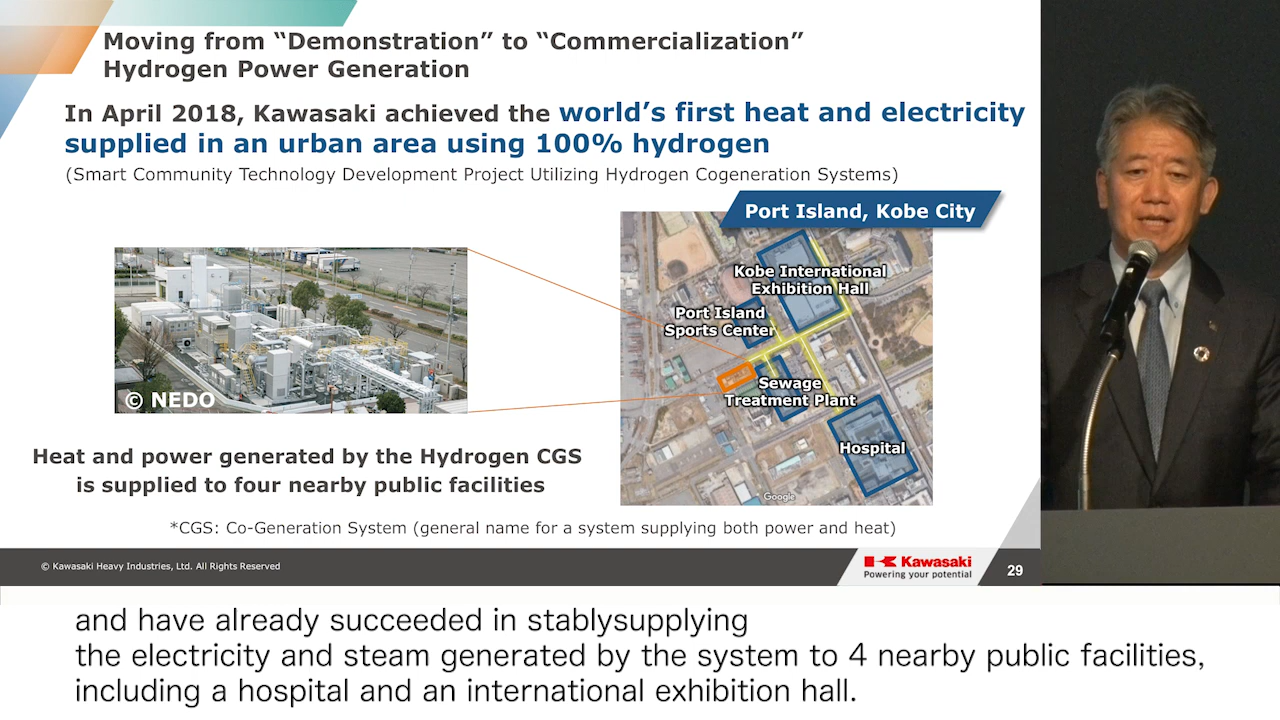 Moving from “Demonstration” to “Commercialization”
Hydrogen Power Generation
In April 2018, Kawasaki achieved the world’s first heat and electricity
supplied in an urban area using 100% hydrogen
(Smart Community Technology Development Project Utilizing Hydrogen Cogeneration Systems)
Port Island, Kobe City
Kobe International
Exhibition Hall
Port Island
Sports Center
Sewage
Treatment Plant
Hospital
Google
© NEDO
Heat and power generated by the Hydrogen CGS
is supplied to four nearby public facilities
*CGS: Co-Generation System (general name for a system supplying both power and heat)
© Kawasaki Heavy Industries, Ltd. All Rights Reserved
Kawasaki
Powering your potential
29
and have already succeeded in stablysupplying
the electricity and steam generated by the system to 4 nearby public facilities,
including a hospital and an international exhibition hall.